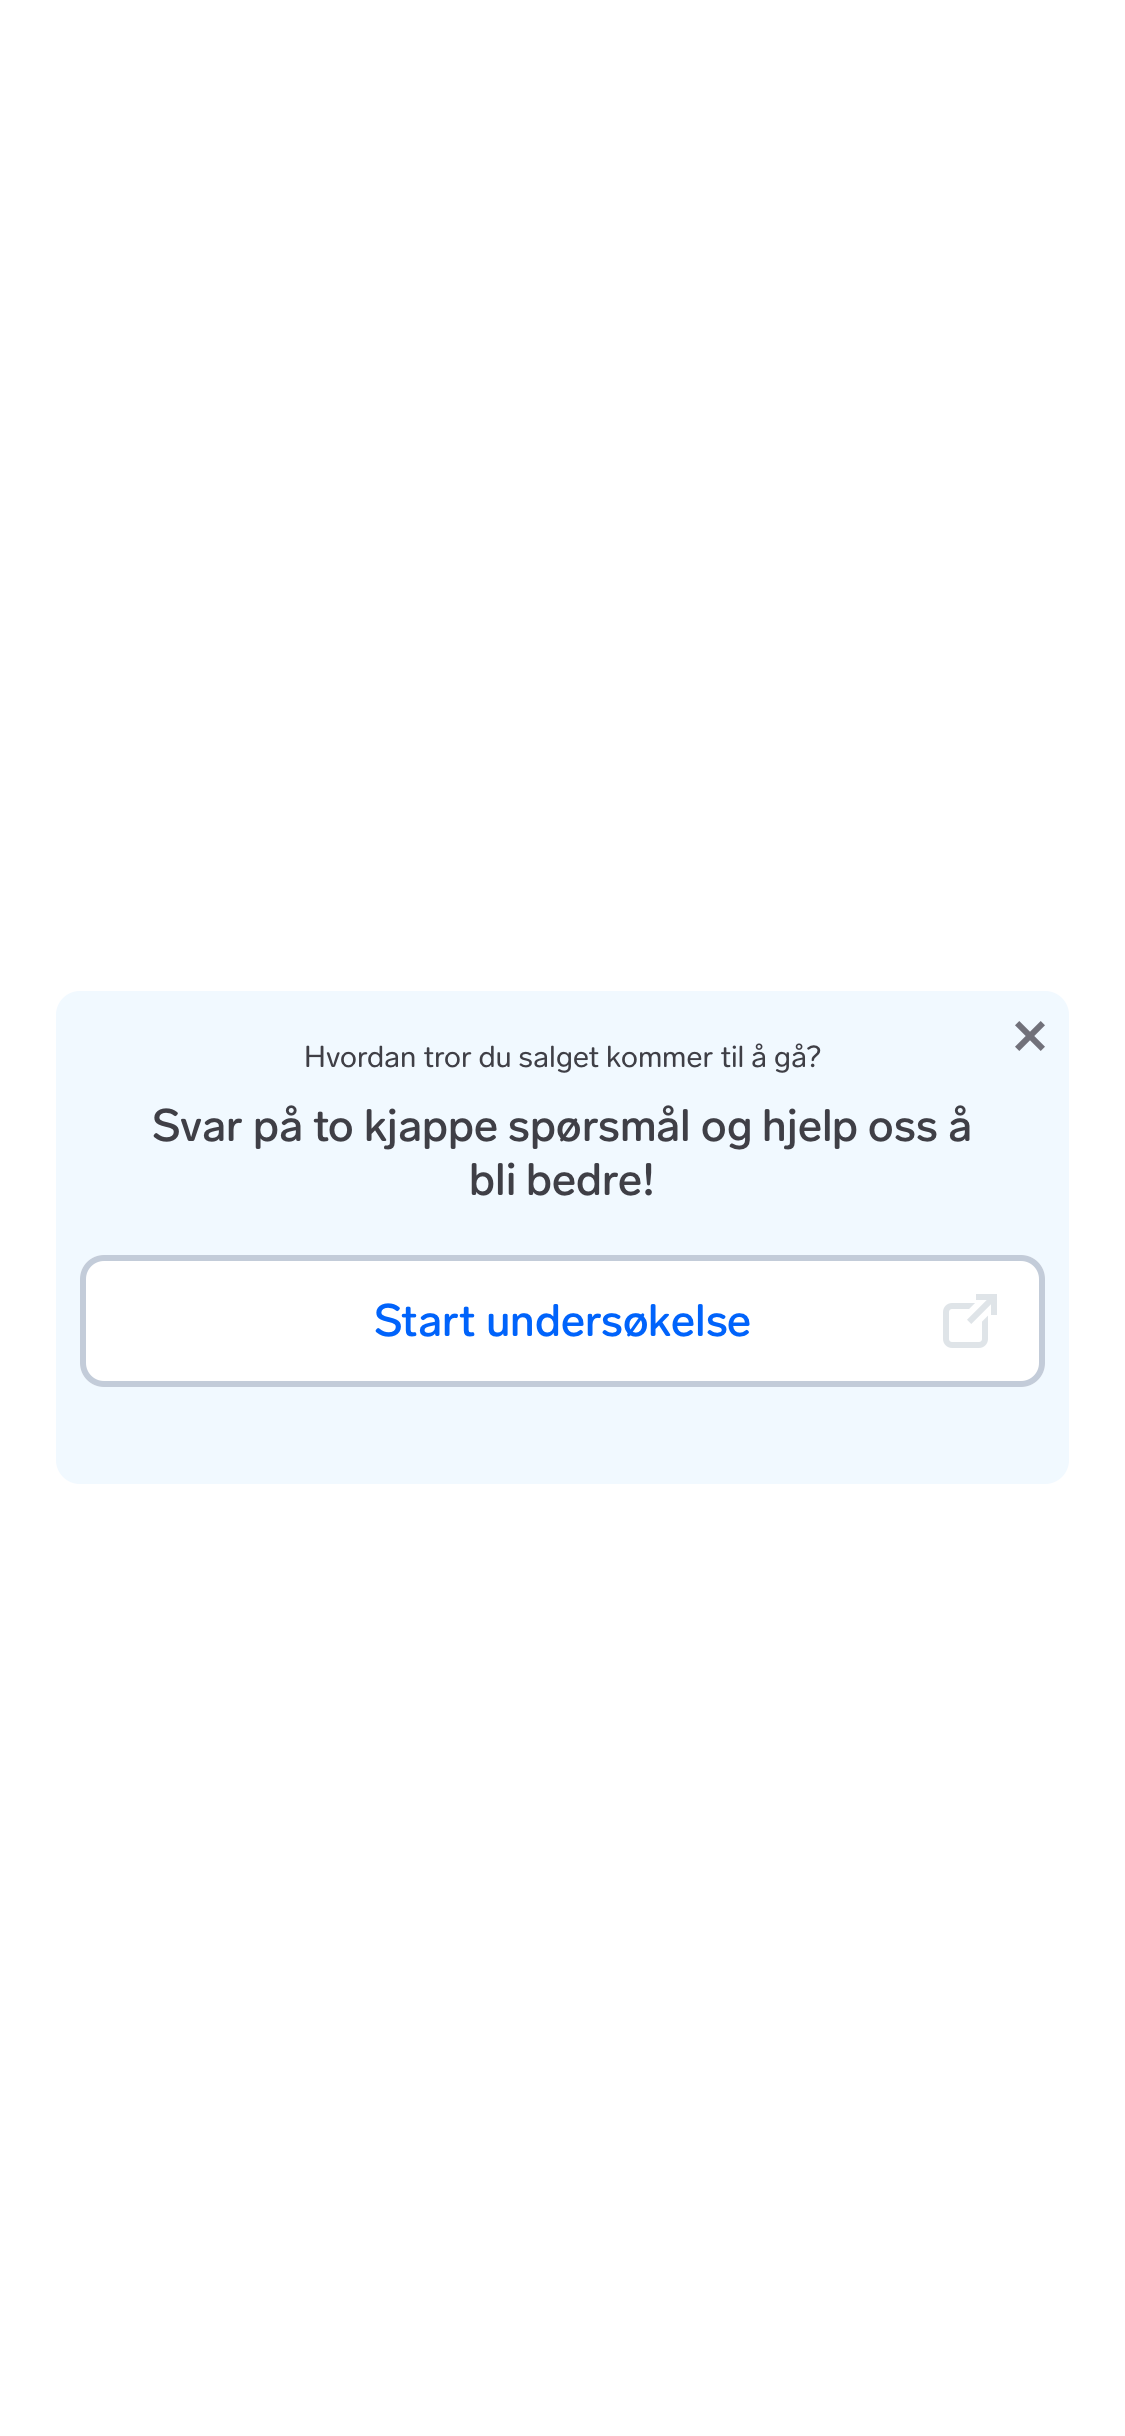 Hvordan tror du salget kommer til å gå?
Svar på to kjappe spørsmål og hjelp oss å
bli bedre!
Start undersøkelse